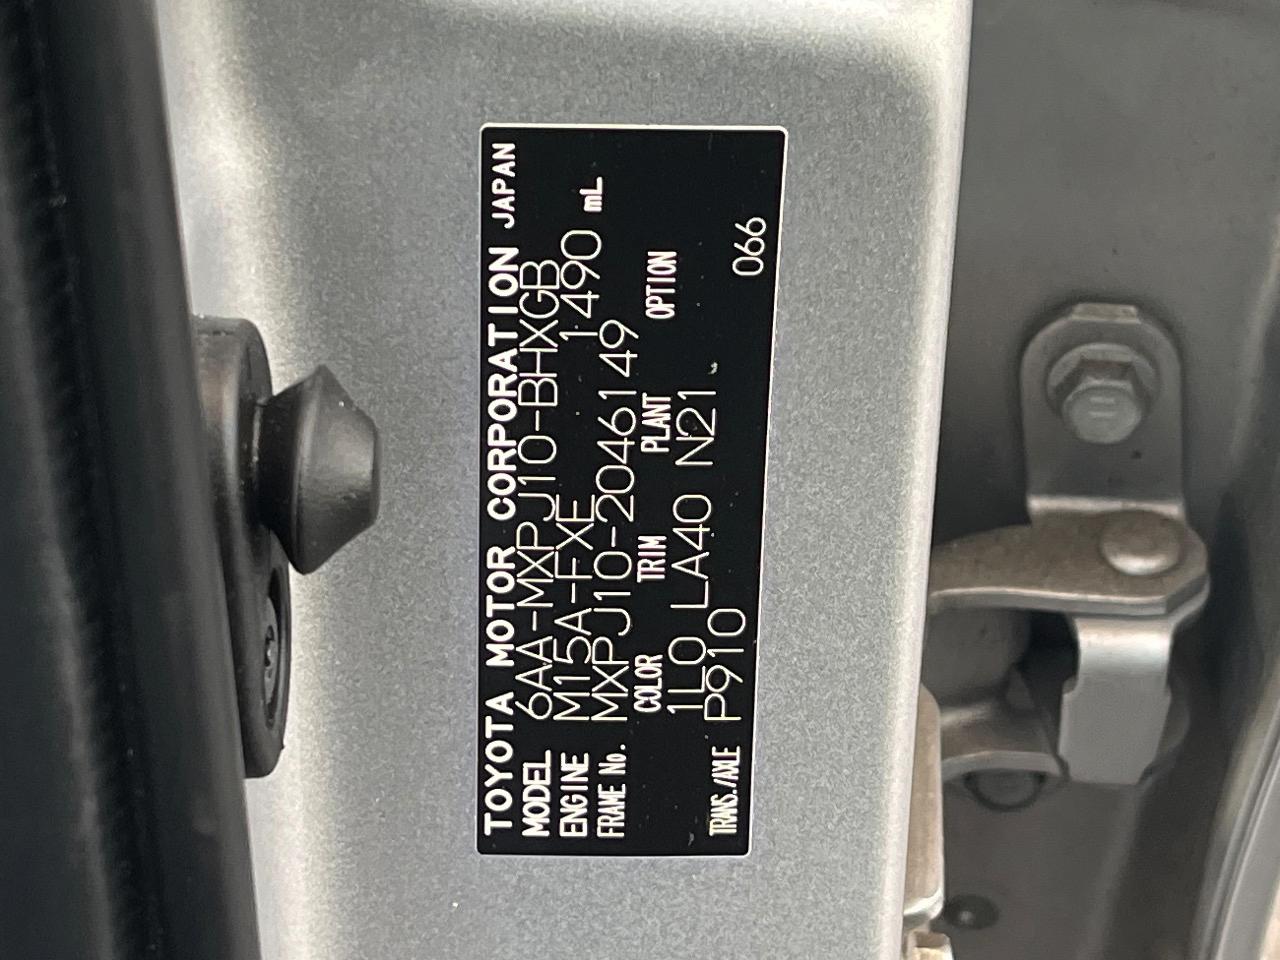 TOYOTA MOTOR CORPORATION JAPAN
MODEL 6AA-MXPJ10-BHXGB
ENGINE M15A-FXE 1490 mL
FRAME No. MXPJ10-2046149
COLOR TRIM PLANT OPTION
1L0 LA40 N21
TRANS./AXLE P910 066